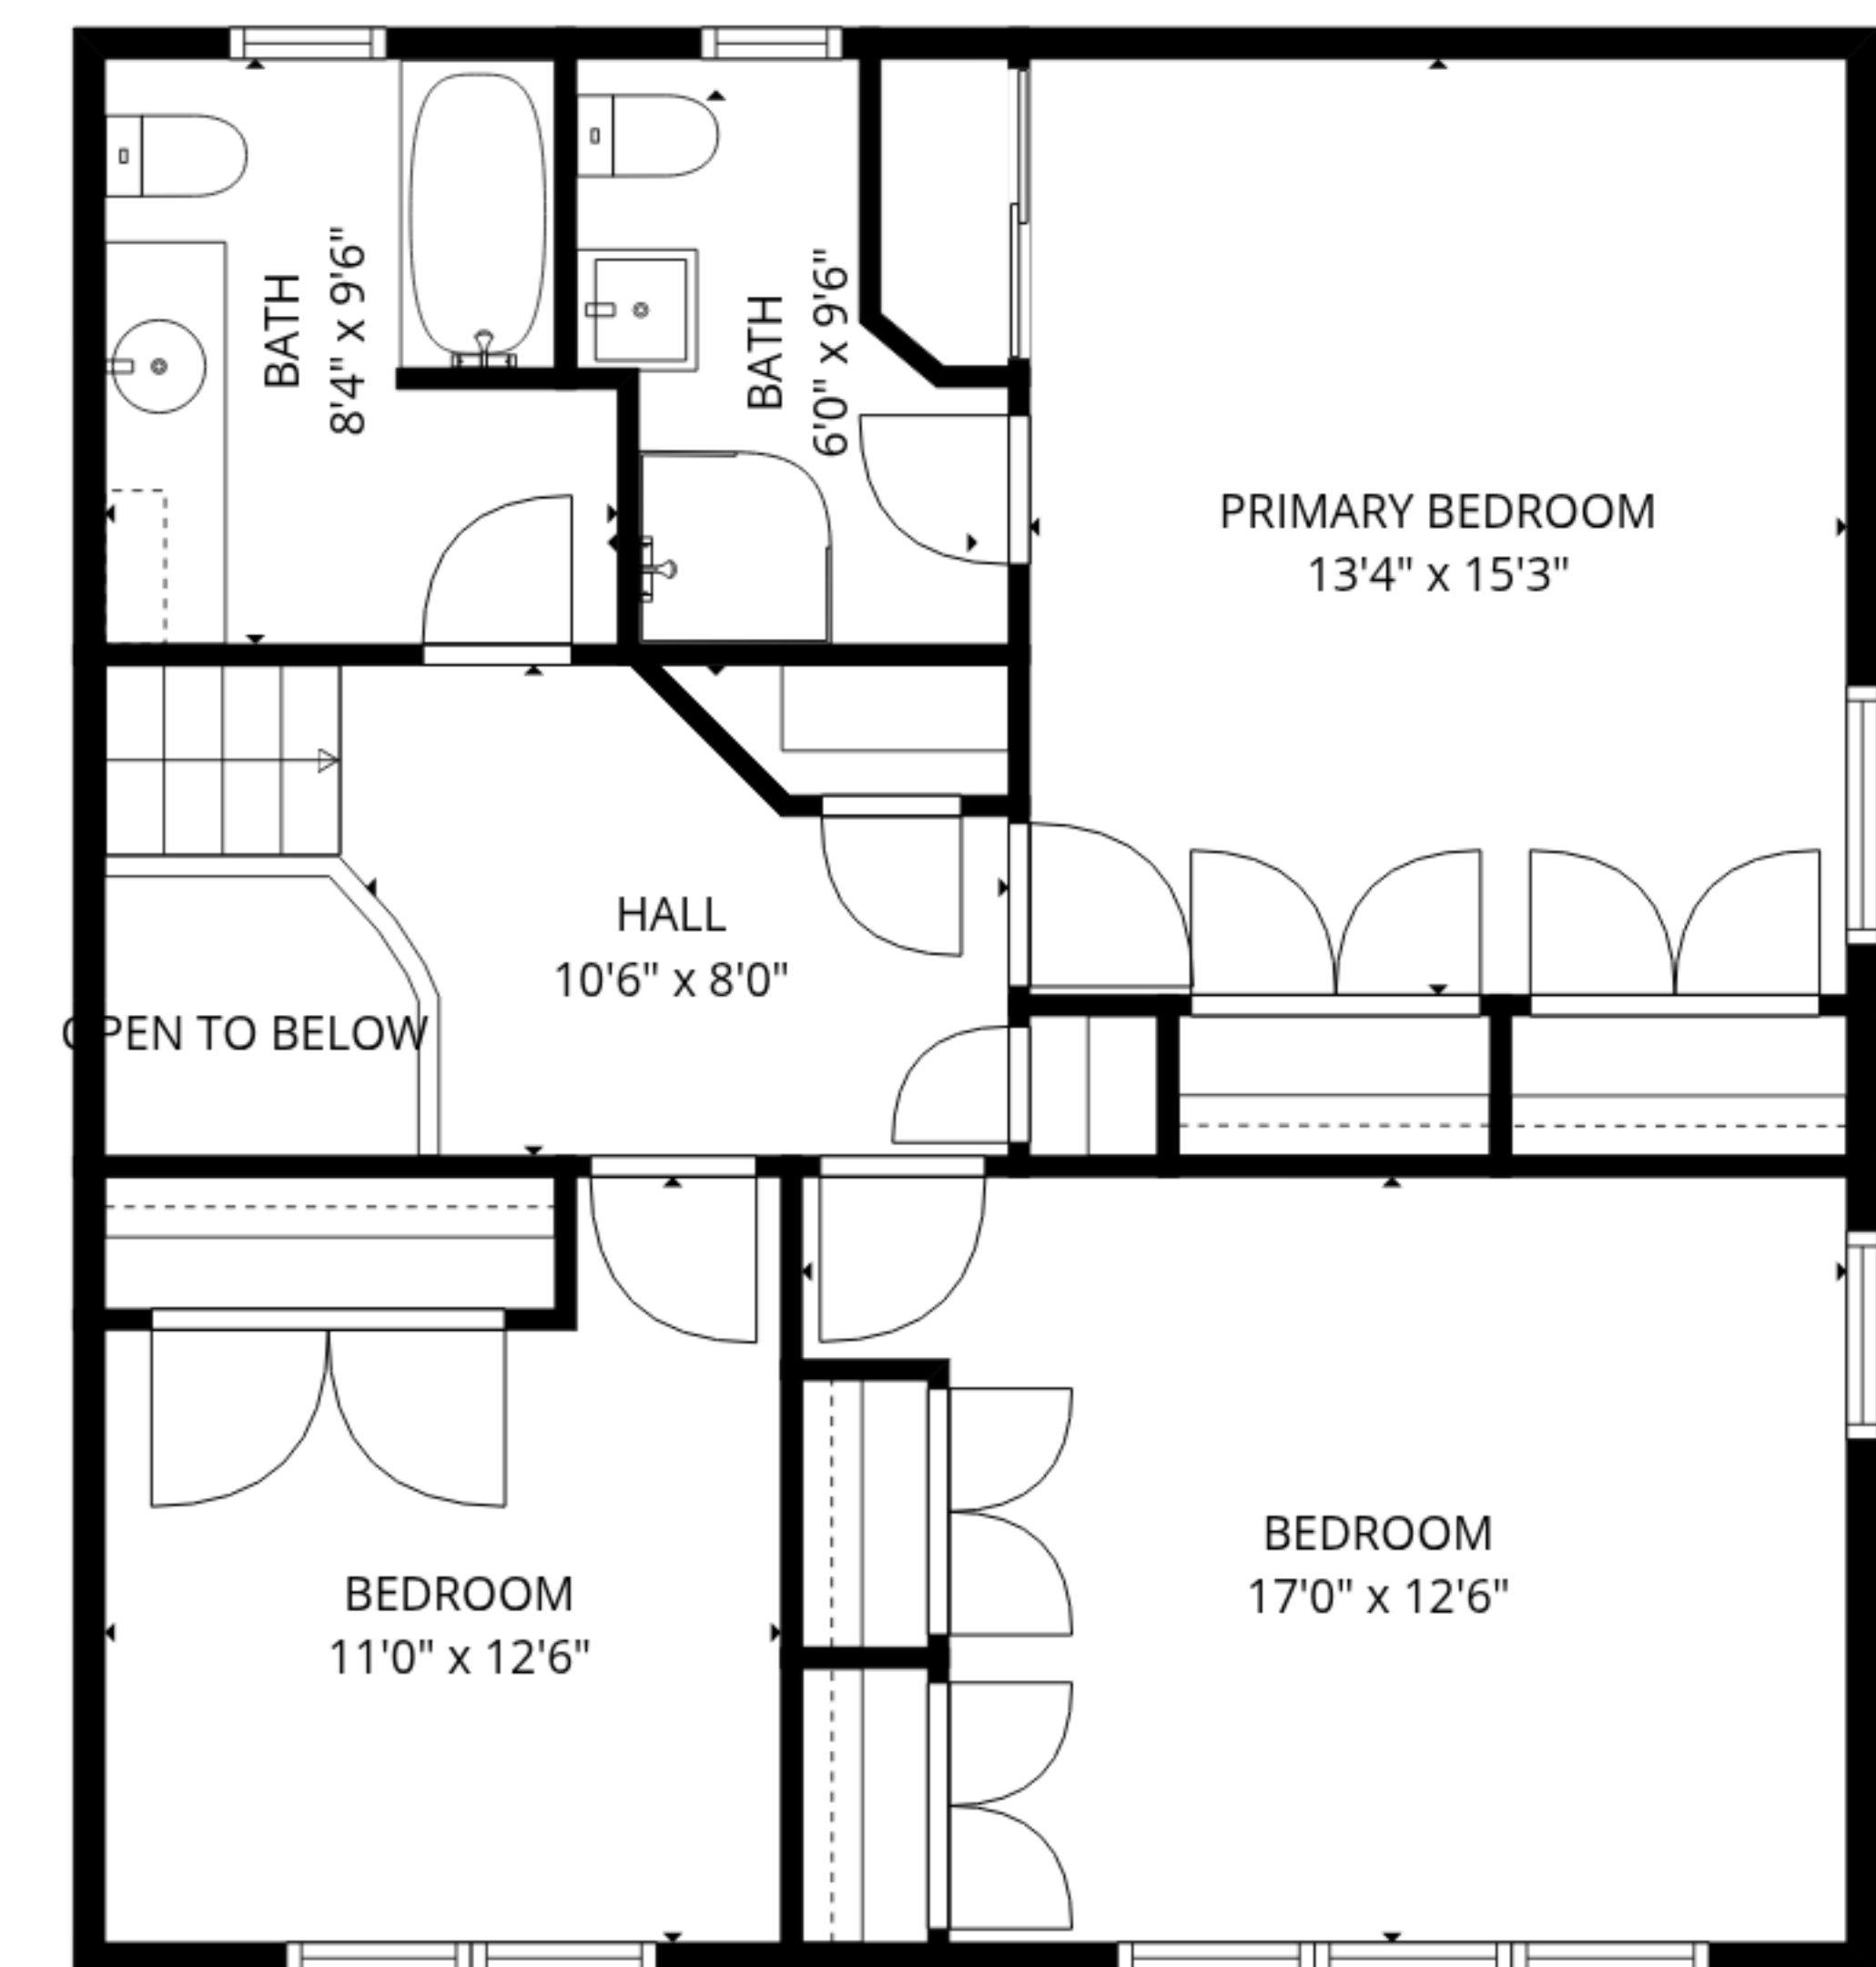 BATH
8'4" x 9'6"
BATH
6'0" x 9'6"
PRIMARY BEDROOM
13'4" x 15'3"
HALL
10'6" x 8'0"
OPEN TO BELOW
BEDROOM
17'0" x 12'6"
BEDROOM
11'0" x 12'6"